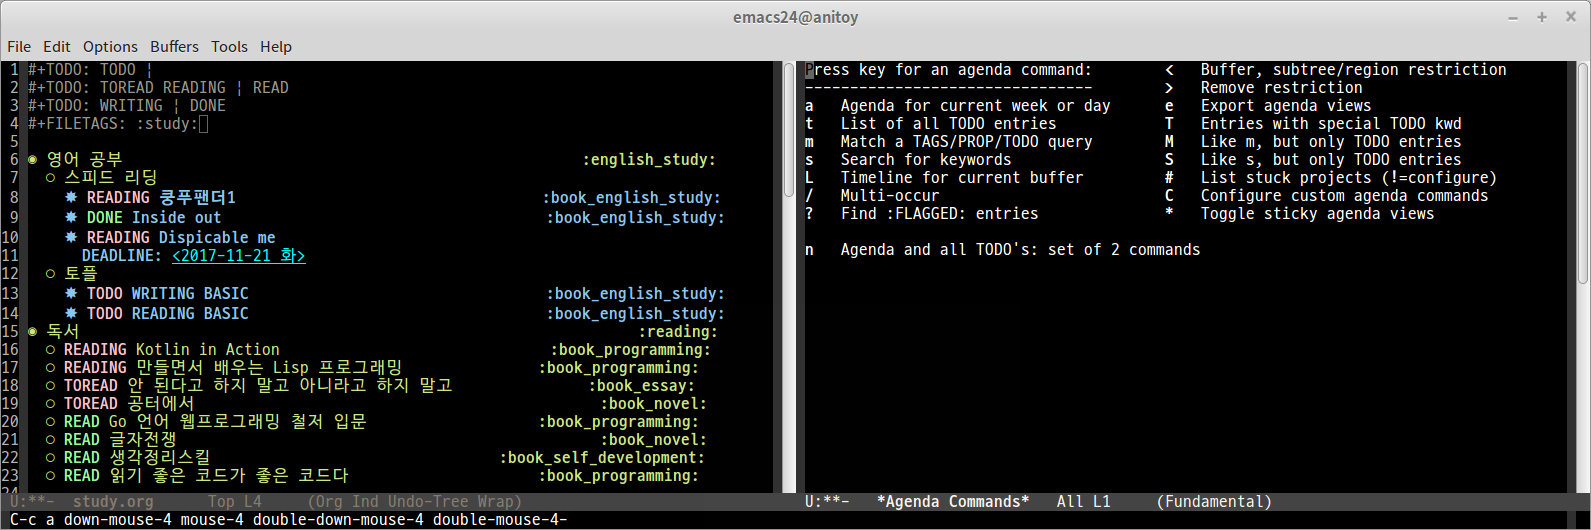 emacs24@anitoy
File Edit Options Buffers Tools Help
1 #+TODO: TODO ¦
2 #+TODO: TOREAD READING ¦ READ
3 #+TODO: WRITING ¦ DONE
4 #+FILETAGS: :study:
5
6 ◉ 영어 공부 :english_study:
7 ○ 스피드 리딩
8 ✸ READING 쿵푸팬더1 :book_english_study:
9 ✸ DONE Inside out :book_english_study:
10 ✸ READING Dispicable me
11 DEADLINE: <2017-11-21 화>
12 ○ 토플
13 ✸ TODO WRITING BASIC :book_english_study:
14 ✸ TODO READING BASIC :book_english_study:
15 ◉ 독서 :reading:
16 ○ READING Kotlin in Action :book_programming:
17 ○ READING 만들면서 배우는 Lisp 프로그래밍 :book_programming:
18 ○ TOREAD 안 된다고 하지 말고 아니라고 하지 말고 :book_essay:
19 ○ TOREAD 공터에서 :book_novel:
20 ○ READ Go 언어 웹프로그래밍 철저 입문 :book_programming:
21 ○ READ 글자전쟁 :book_novel:
22 ○ READ 생각정리스킬 :book_self_development:
23 ○ READ 읽기 좋은 코드가 좋은 코드다 :book_programming:
24
U:**- study.org Top L4 (Org Ind Undo-Tree Wrap)
Press key for an agenda command: < Buffer, subtree/region restriction
-------------------------------- > Remove restriction
a Agenda for current week or day e Export agenda views
t List of all TODO entries T Entries with special TODO kwd
m Match a TAGS/PROP/TODO query M Like m, but only TODO entries
s Search for keywords S Like s, but only TODO entries
L Timeline for current buffer # List stuck projects (!=configure)
/ Multi-occur C Configure custom agenda commands
? Find :FLAGGED: entries * Toggle sticky agenda views
n Agenda and all TODO's: set of 2 commands
U:**- *Agenda Commands* All L1 (Fundamental)
C-c a down-mouse-4 mouse-4 double-down-mouse-4 double-mouse-4-